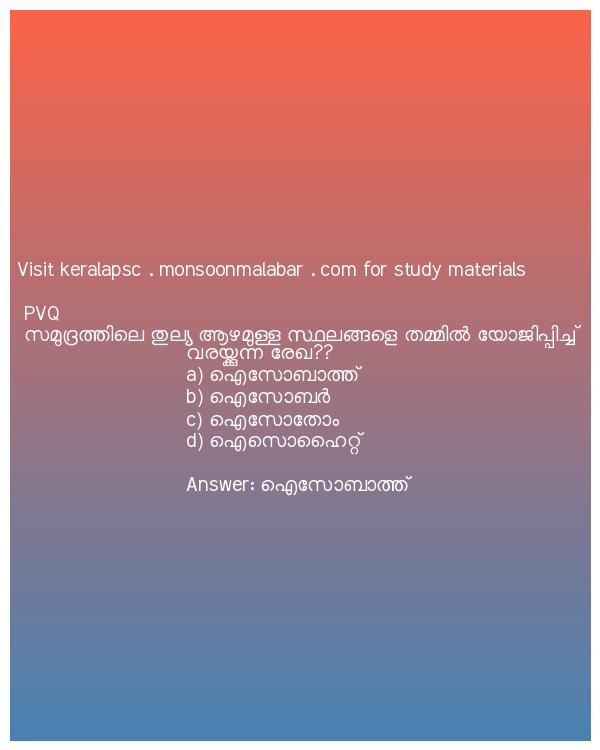 Visit keralapsc . monsoonmalabar . com for study materials
PVQ
സമുദ്രത്തിലെ തുല്യ ആഴമുള്ള സ്ഥലങ്ങളെ തമ്മിൽ യോജിപ്പിച്ച്
വരയ്ക്കുന്ന രേഖ??
a) ഐസോബാത്ത്
b) ഐസോബർ
c) ഐസോതോം
d) ഐസൊഹൈറ്റ്
Answer: ഐസോബാത്ത്